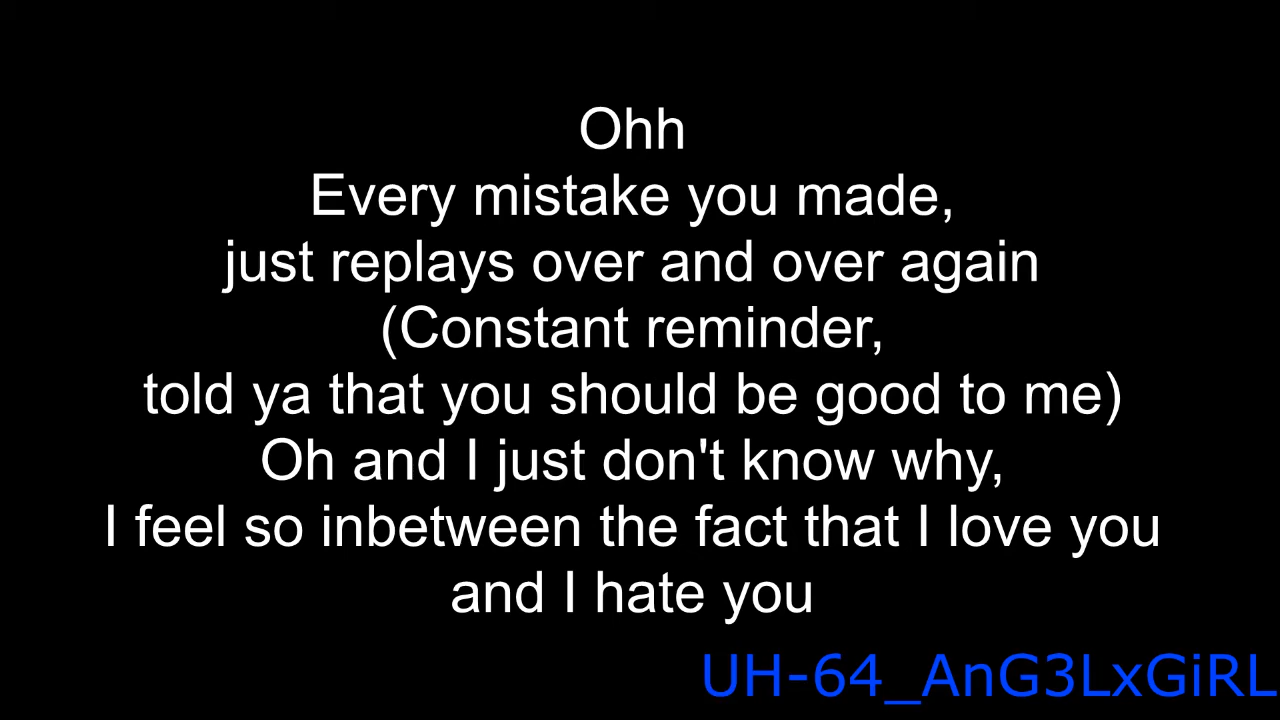 Ohh
Every mistake you made,
just replays over and over again
(Constant reminder,
told ya that you should be good to me)
Oh and I just don't know why,
I feel so inbetween the fact that I love you
and I hate you
UH-64_AnG3LxGiRL